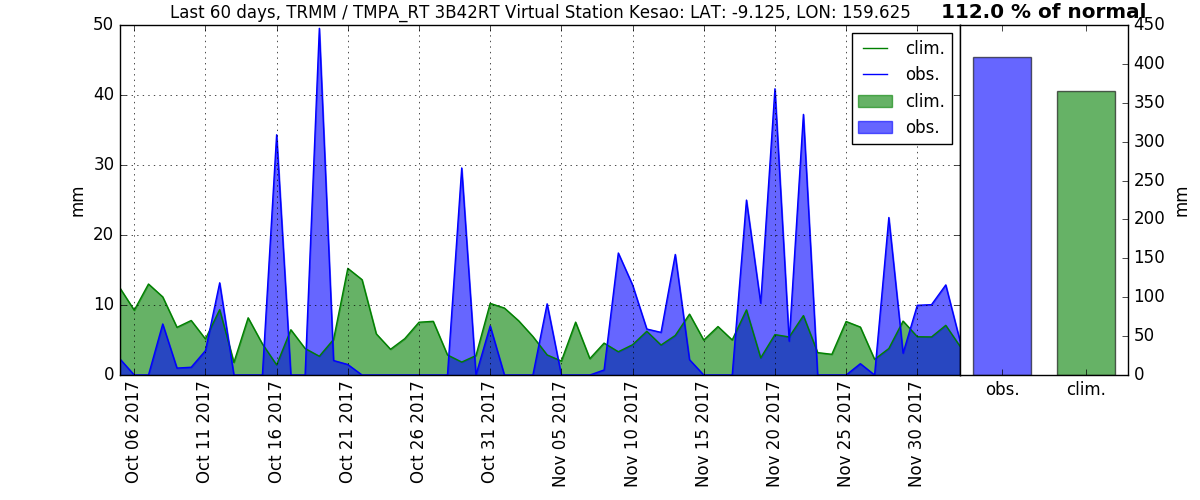 Last 60 days, TRMM / TMPA_RT 3B42RT Virtual Station Kesao: LAT: -9.125, LON: 159.625
112.0 % of normal
50
40
30
20
10
0
mm
clim.
obs.
clim.
obs.
450
400
350
300
250
200
150
100
50
0
mm
obs.
clim.
Oct 06 2017
Oct 11 2017
Oct 16 2017
Oct 21 2017
Oct 26 2017
Oct 31 2017
Nov 05 2017
Nov 10 2017
Nov 15 2017
Nov 20 2017
Nov 25 2017
Nov 30 2017